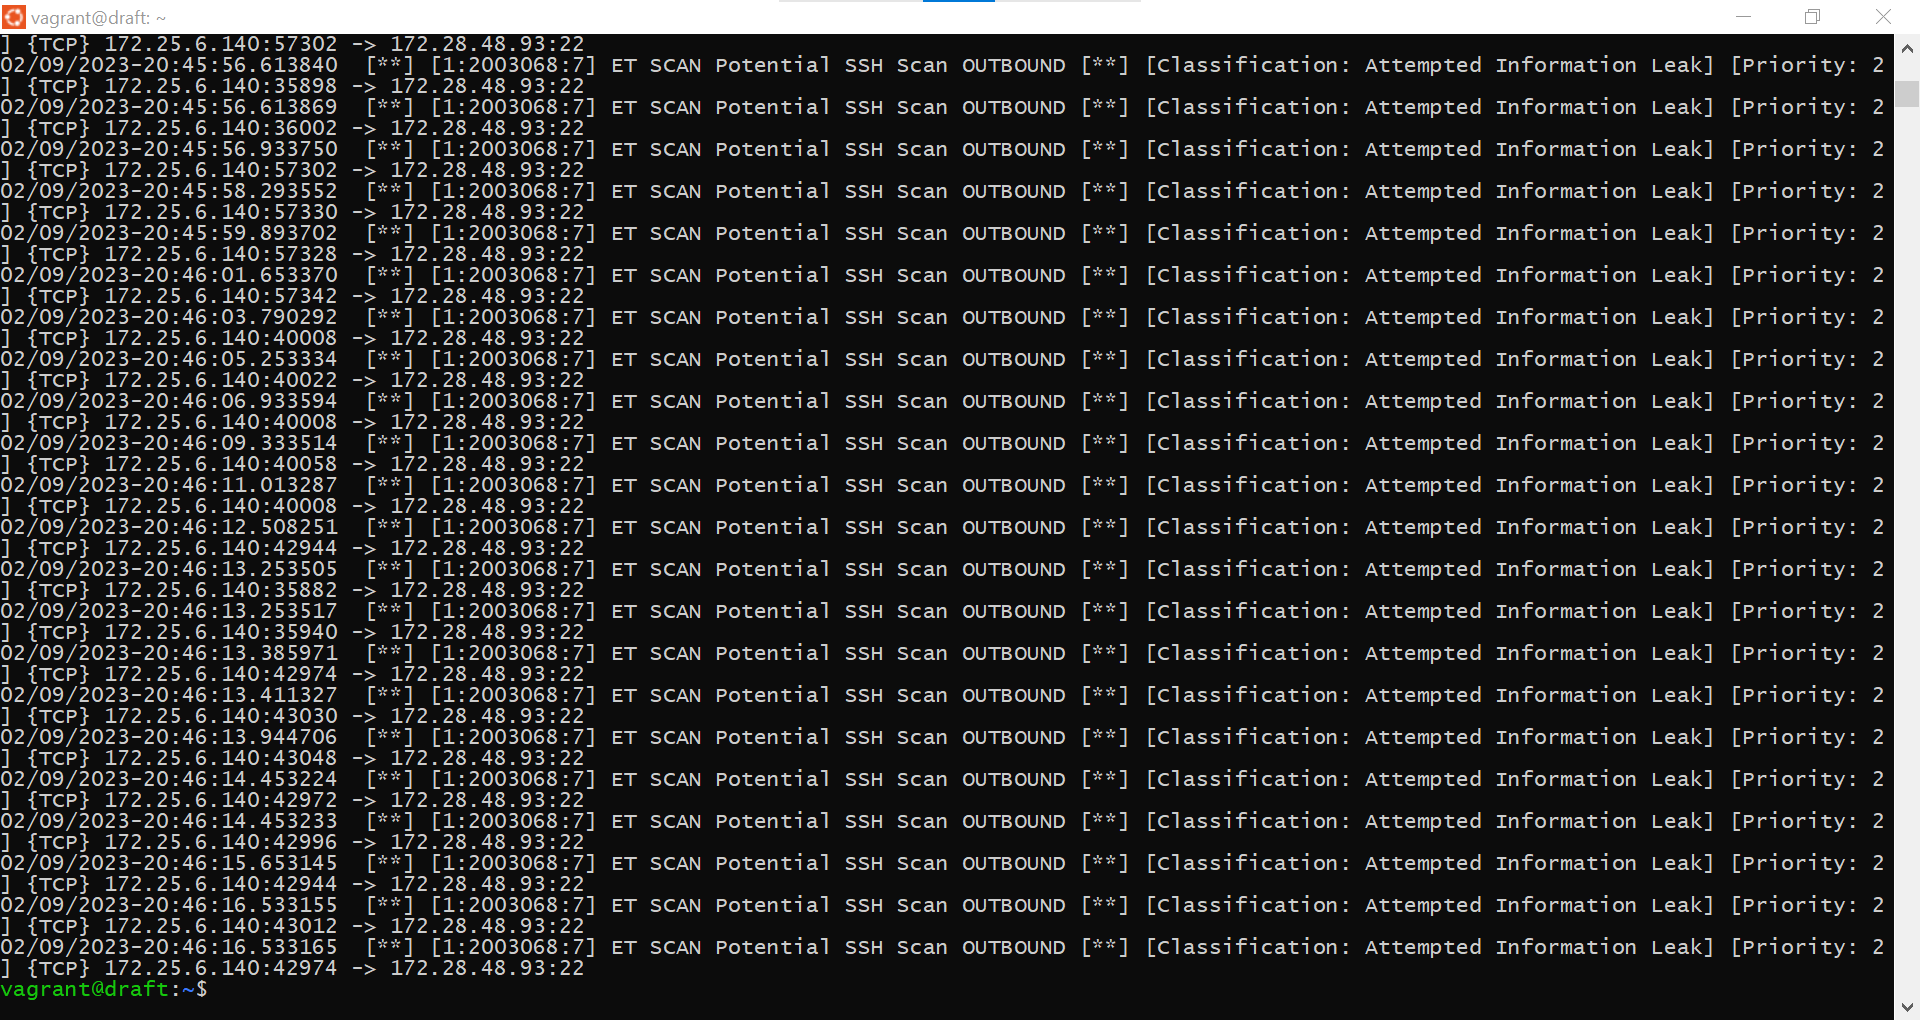 vagrant@draft: ~
] {TCP} 172.25.6.140:57302 -> 172.28.48.93:22
02/09/2023-20:45:56.613840  [**] [1:2003068:7] ET SCAN Potential SSH Scan OUTBOUND [**] [Classification: Attempted Information Leak] [Priority: 2
] {TCP} 172.25.6.140:35898 -> 172.28.48.93:22
02/09/2023-20:45:56.613869  [**] [1:2003068:7] ET SCAN Potential SSH Scan OUTBOUND [**] [Classification: Attempted Information Leak] [Priority: 2
] {TCP} 172.25.6.140:36002 -> 172.28.48.93:22
02/09/2023-20:45:56.933750  [**] [1:2003068:7] ET SCAN Potential SSH Scan OUTBOUND [**] [Classification: Attempted Information Leak] [Priority: 2
] {TCP} 172.25.6.140:57302 -> 172.28.48.93:22
02/09/2023-20:45:58.293552  [**] [1:2003068:7] ET SCAN Potential SSH Scan OUTBOUND [**] [Classification: Attempted Information Leak] [Priority: 2
] {TCP} 172.25.6.140:57330 -> 172.28.48.93:22
02/09/2023-20:45:59.893702  [**] [1:2003068:7] ET SCAN Potential SSH Scan OUTBOUND [**] [Classification: Attempted Information Leak] [Priority: 2
] {TCP} 172.25.6.140:57328 -> 172.28.48.93:22
02/09/2023-20:46:01.653370  [**] [1:2003068:7] ET SCAN Potential SSH Scan OUTBOUND [**] [Classification: Attempted Information Leak] [Priority: 2
] {TCP} 172.25.6.140:57342 -> 172.28.48.93:22
02/09/2023-20:46:03.790292  [**] [1:2003068:7] ET SCAN Potential SSH Scan OUTBOUND [**] [Classification: Attempted Information Leak] [Priority: 2
] {TCP} 172.25.6.140:40008 -> 172.28.48.93:22
02/09/2023-20:46:05.253334  [**] [1:2003068:7] ET SCAN Potential SSH Scan OUTBOUND [**] [Classification: Attempted Information Leak] [Priority: 2
] {TCP} 172.25.6.140:40022 -> 172.28.48.93:22
02/09/2023-20:46:06.933594  [**] [1:2003068:7] ET SCAN Potential SSH Scan OUTBOUND [**] [Classification: Attempted Information Leak] [Priority: 2
] {TCP} 172.25.6.140:40008 -> 172.28.48.93:22
02/09/2023-20:46:09.333514  [**] [1:2003068:7] ET SCAN Potential SSH Scan OUTBOUND [**] [Classification: Attempted Information Leak] [Priority: 2
] {TCP} 172.25.6.140:40058 -> 172.28.48.93:22
02/09/2023-20:46:11.013287  [**] [1:2003068:7] ET SCAN Potential SSH Scan OUTBOUND [**] [Classification: Attempted Information Leak] [Priority: 2
] {TCP} 172.25.6.140:40008 -> 172.28.48.93:22
02/09/2023-20:46:12.508251  [**] [1:2003068:7] ET SCAN Potential SSH Scan OUTBOUND [**] [Classification: Attempted Information Leak] [Priority: 2
] {TCP} 172.25.6.140:42944 -> 172.28.48.93:22
02/09/2023-20:46:13.253505  [**] [1:2003068:7] ET SCAN Potential SSH Scan OUTBOUND [**] [Classification: Attempted Information Leak] [Priority: 2
] {TCP} 172.25.6.140:35882 -> 172.28.48.93:22
02/09/2023-20:46:13.253517  [**] [1:2003068:7] ET SCAN Potential SSH Scan OUTBOUND [**] [Classification: Attempted Information Leak] [Priority: 2
] {TCP} 172.25.6.140:35940 -> 172.28.48.93:22
02/09/2023-20:46:13.385971  [**] [1:2003068:7] ET SCAN Potential SSH Scan OUTBOUND [**] [Classification: Attempted Information Leak] [Priority: 2
] {TCP} 172.25.6.140:42974 -> 172.28.48.93:22
02/09/2023-20:46:13.411327  [**] [1:2003068:7] ET SCAN Potential SSH Scan OUTBOUND [**] [Classification: Attempted Information Leak] [Priority: 2
] {TCP} 172.25.6.140:43030 -> 172.28.48.93:22
02/09/2023-20:46:13.944706  [**] [1:2003068:7] ET SCAN Potential SSH Scan OUTBOUND [**] [Classification: Attempted Information Leak] [Priority: 2
] {TCP} 172.25.6.140:43048 -> 172.28.48.93:22
02/09/2023-20:46:14.453224  [**] [1:2003068:7] ET SCAN Potential SSH Scan OUTBOUND [**] [Classification: Attempted Information Leak] [Priority: 2
] {TCP} 172.25.6.140:42972 -> 172.28.48.93:22
02/09/2023-20:46:14.453233  [**] [1:2003068:7] ET SCAN Potential SSH Scan OUTBOUND [**] [Classification: Attempted Information Leak] [Priority: 2
] {TCP} 172.25.6.140:42996 -> 172.28.48.93:22
02/09/2023-20:46:15.653145  [**] [1:2003068:7] ET SCAN Potential SSH Scan OUTBOUND [**] [Classification: Attempted Information Leak] [Priority: 2
] {TCP} 172.25.6.140:42944 -> 172.28.48.93:22
02/09/2023-20:46:16.533155  [**] [1:2003068:7] ET SCAN Potential SSH Scan OUTBOUND [**] [Classification: Attempted Information Leak] [Priority: 2
] {TCP} 172.25.6.140:43012 -> 172.28.48.93:22
02/09/2023-20:46:16.533165  [**] [1:2003068:7] ET SCAN Potential SSH Scan OUTBOUND [**] [Classification: Attempted Information Leak] [Priority: 2
] {TCP} 172.25.6.140:42974 -> 172.28.48.93:22
vagrant@draft:~$